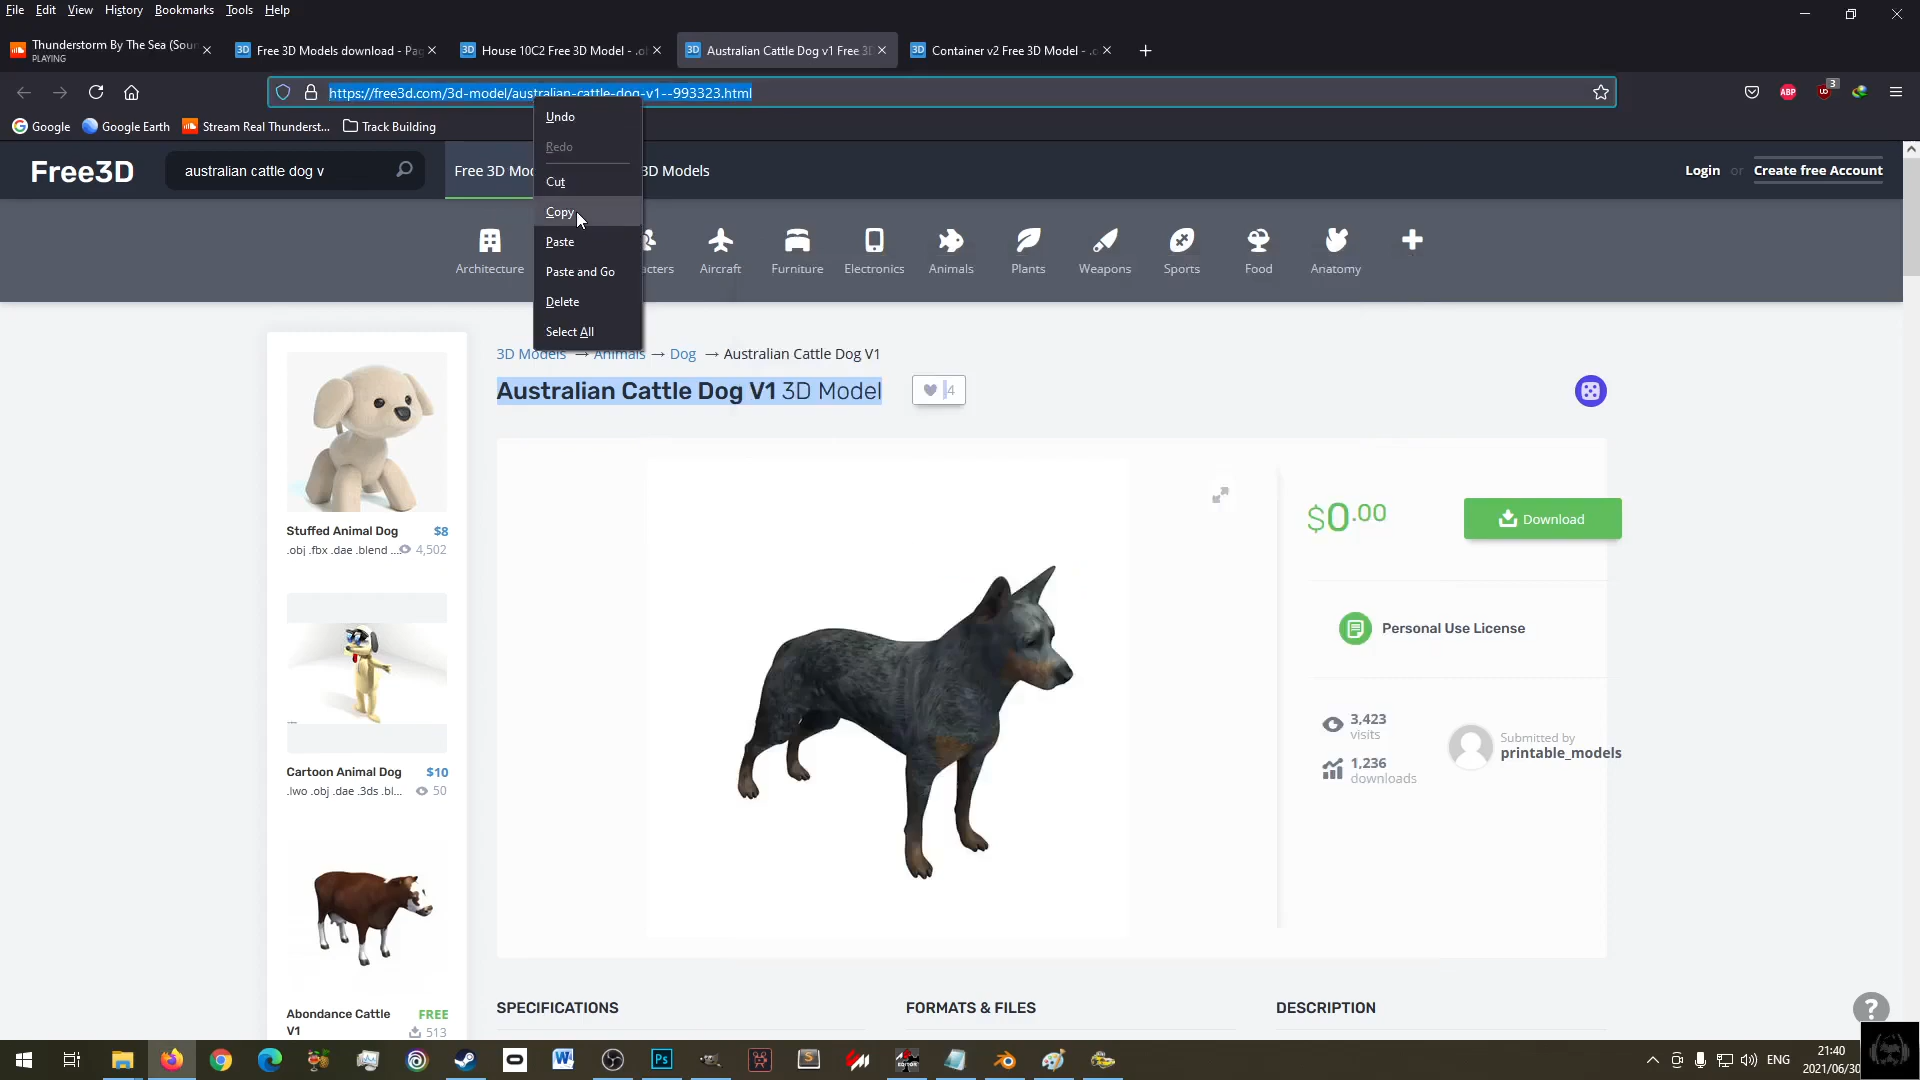 File Edit View History Bookmarks Tools Help
Thunderstorm By The Sea (Soun
PLAYING
Free 3D Models download - Pag
House 10C2 Free 3D Model - .o
Australian Cattle Dog v1 Free 3D
Container v2 Free 3D Model - .o
https://free3d.com/3d-model/australian-cattle-dog-v1--993323.html
ABP
3
Google Google Earth Stream Real Thunderst... Track Building
Undo
Redo
Cut
Copy
Paste
Paste and Go
Delete
Select All
Free3D
australian cattle dog v
Free 3D Mod
3D Models
Login or Create free Account
Architecture
cters
Aircraft
Furniture
Electronics
Animals
Plants
Weapons
Sports
Food
Anatomy
3D Models → Animals → Dog → Australian Cattle Dog V1
Australian Cattle Dog V1 3D Model
4
Stuffed Animal Dog $8
.obj .fbx .dae .blend ... 4,502
Cartoon Animal Dog $10
.lwo .obj .dae .3ds .bl... 50
Abondance Cattle V1 FREE
513
$0.00
Download
Personal Use License
3,423
visits
1,236
downloads
Submitted by
printable_models
SPECIFICATIONS
FORMATS & FILES
DESCRIPTION
?
ENG
21:40
2021/06/30